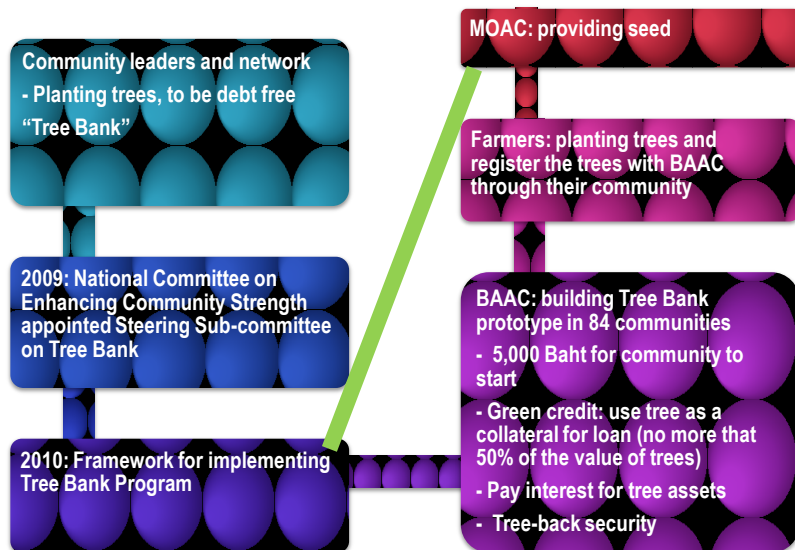 Community leaders and network
- Planting trees, to be debt free
“Tree Bank”
2009: National Committee on
Enhancing Community Strength
appointed Steering Sub-committee
on Tree Bank
2010: Framework for implementing
Tree Bank Program
MOAC: providing seed
Farmers: planting trees and
register the trees with BAAC
through their community
BAAC: building Tree Bank
prototype in 84 communities
- 5,000 Baht for community to
start
- Green credit: use tree as a
collateral for loan (no more that
50% of the value of trees)
- Pay interest for tree assets
- Tree-back security